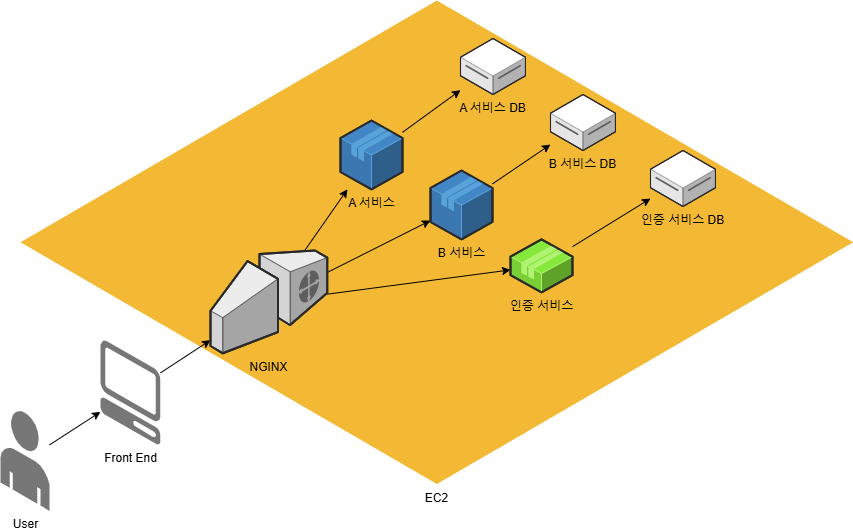 A 서비스 DB
B 서비스 DB
A 서비스
인증 서비스 DB
B 서비스
인증 서비스
NGINX
Front End
EC2
User